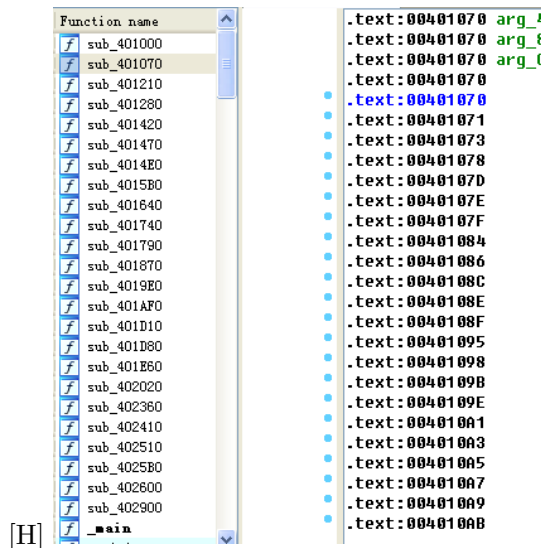 Function name
f sub_401000
f sub_401070
f sub_401210
f sub_401280
f sub_401420
f sub_401470
f sub_4014E0
f sub_4015B0
f sub_401640
f sub_401740
f sub_401790
f sub_401870
f sub_4019E0
f sub_401AF0
f sub_401D10
f sub_401D80
f sub_401E60
f sub_402020
f sub_402360
f sub_402410
f sub_402510
f sub_4025B0
f sub_402600
f sub_402900
f _main
.text:00401070 arg_4
.text:00401070 arg_8
.text:00401070 arg_
.text:00401070
.text:00401070
.text:00401071
.text:00401073
.text:00401078
.text:0040107D
.text:0040107E
.text:0040107F
.text:00401084
.text:00401086
.text:0040108C
.text:0040108E
.text:0040108F
.text:00401095
.text:00401098
.text:0040109B
.text:0040109E
.text:004010A1
.text:004010A3
.text:004010A5
.text:004010A7
.text:004010A9
.text:004010AB
[H]